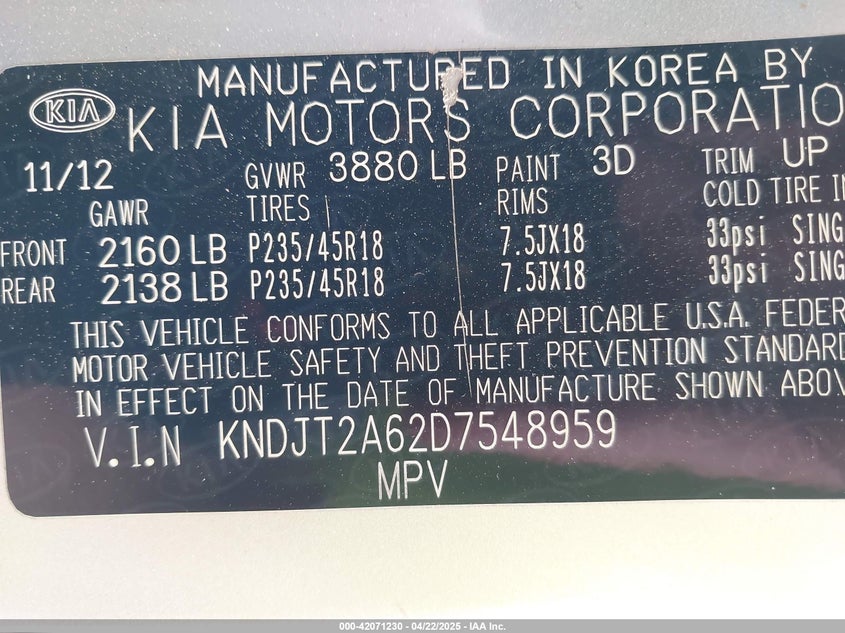 MANUFACTURED IN KOREA BY
KIA KIA MOTORS CORPORATIO
11/12 GVWR 3880 LB PAINT 3D TRIM UP
GAWR TIRES RIMS COLD TIRE IN
FRONT 2160 LB P235/45R18 7.5JX18 33psi SING
REAR 2138 LB P235/45R18 7.5JX18 33psi SING
THIS VEHICLE CONFORMS TO ALL APPLICABLE U.S.A. FEDER
MOTOR VEHICLE SAFETY AND THEFT PREVENTION STANDARD
IN EFFECT ON THE DATE OF MANUFACTURE SHOWN ABOV
V.I.N KNDJT2A62D7548959
MPV
000-42071230 - 04/22/2025 - IAA Inc.